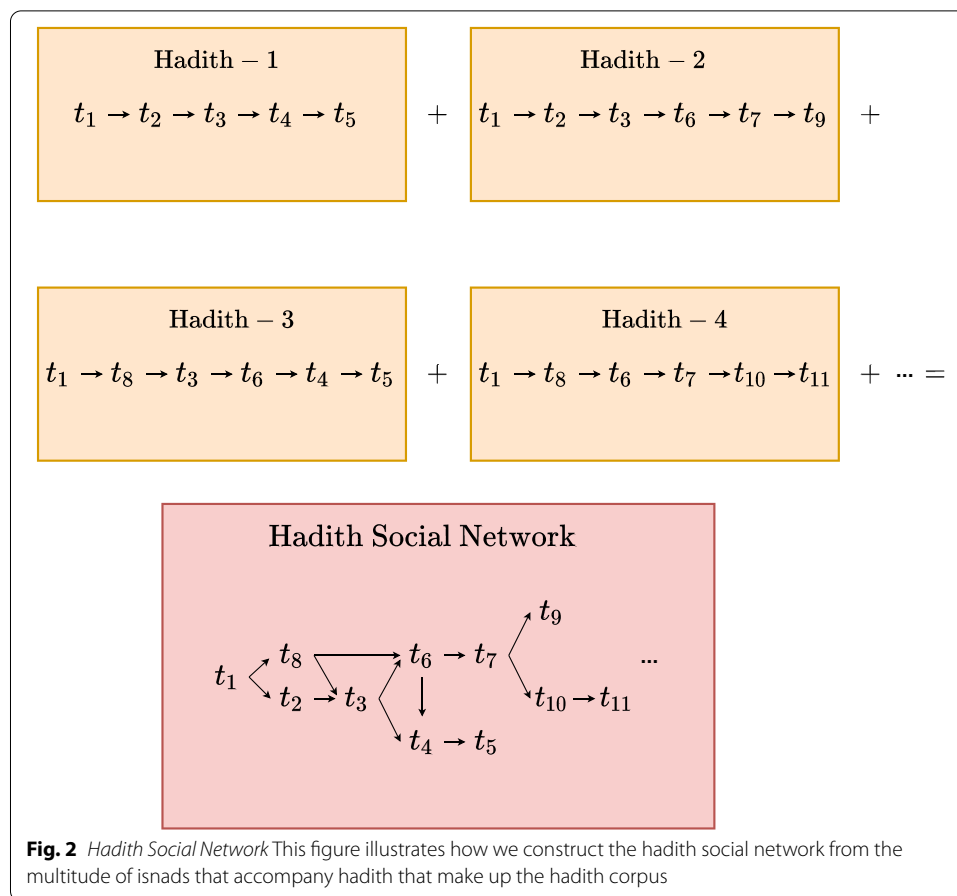 Hadith – 1
t₁ → t₂ → t₃ → t₄ → t₅
+
Hadith – 2
t₁ → t₂ → t₃ → t₆ → t₇ → t₉
+
Hadith – 3
t₁ → t₈ → t₃ → t₆ → t₄ → t₅
+
Hadith – 4
t₁ → t₈ → t₆ → t₇ → t₁₀ → t₁₁
+ ... =
Hadith Social Network
t₉
t₈ → t₆ → t₇ ...
t₁
t₂ → t₃ t₁₀ → t₁₁
t₄ → t₅
Fig. 2 Hadith Social Network This figure illustrates how we construct the hadith social network from the
multitude of isnads that accompany hadith that make up the hadith corpus